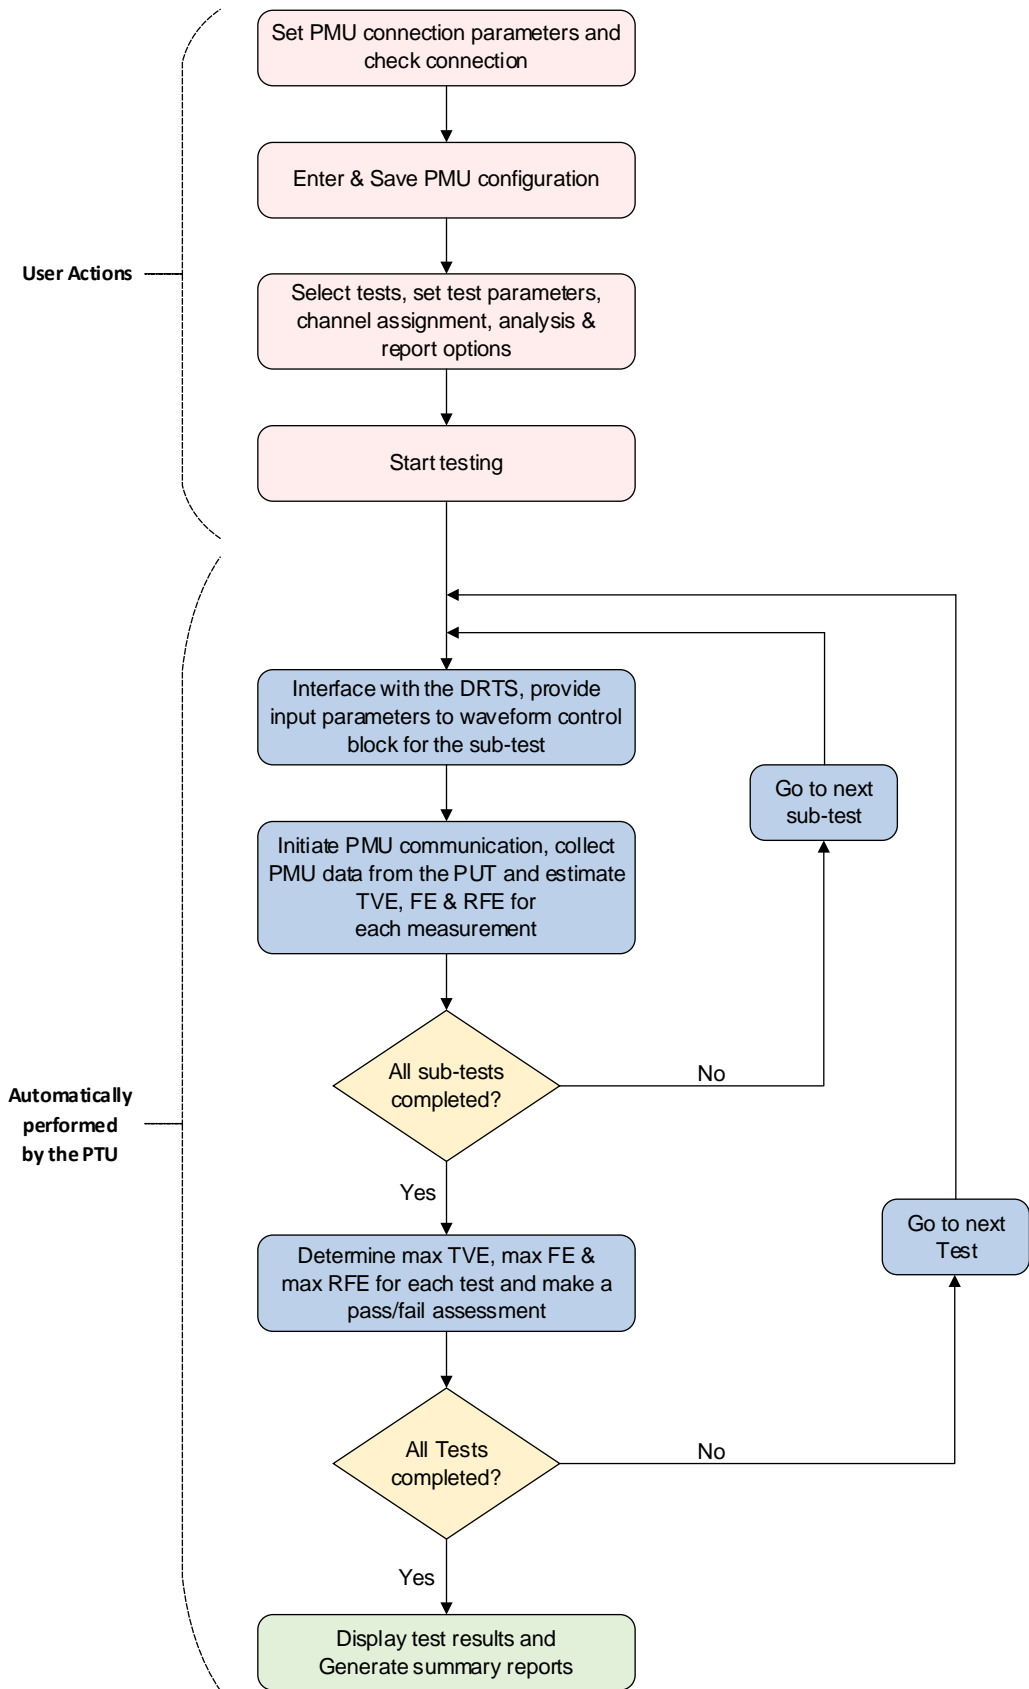 Set PMU connection parameters and
check connection
Enter & Save PMU configuration
User Actions
Select tests, set test parameters,
channel assignment, analysis &
report options
Start testing
Interface with the DRTS, provide
input parameters to waveform control
block for the sub-test
Go to next
sub-test
Initiate PMU communication, collect
PMU data from the PUT and estimate
TVE, FE & RFE for
each measurement
All sub-tests
completed?
No
Automatically
performed
by the PTU
Yes
Go to next
Test
Determine max TVE, max FE &
max RFE for each test and make a
pass/fail assessment
All Tests
completed?
No
Yes
Display test results and
Generate summary reports